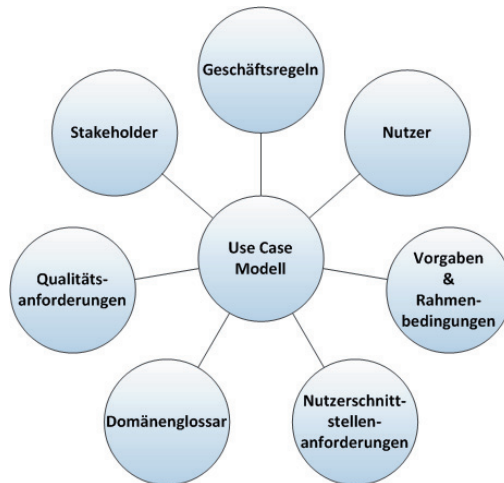 Geschäftsregeln
Stakeholder
Nutzer
Use Case
Modell
Qualitäts-
anforderungen
Vorgaben
&
Rahmen-
bedingungen
Domänenglossar
Nutzerschnitt-
stellen-
anforderungen